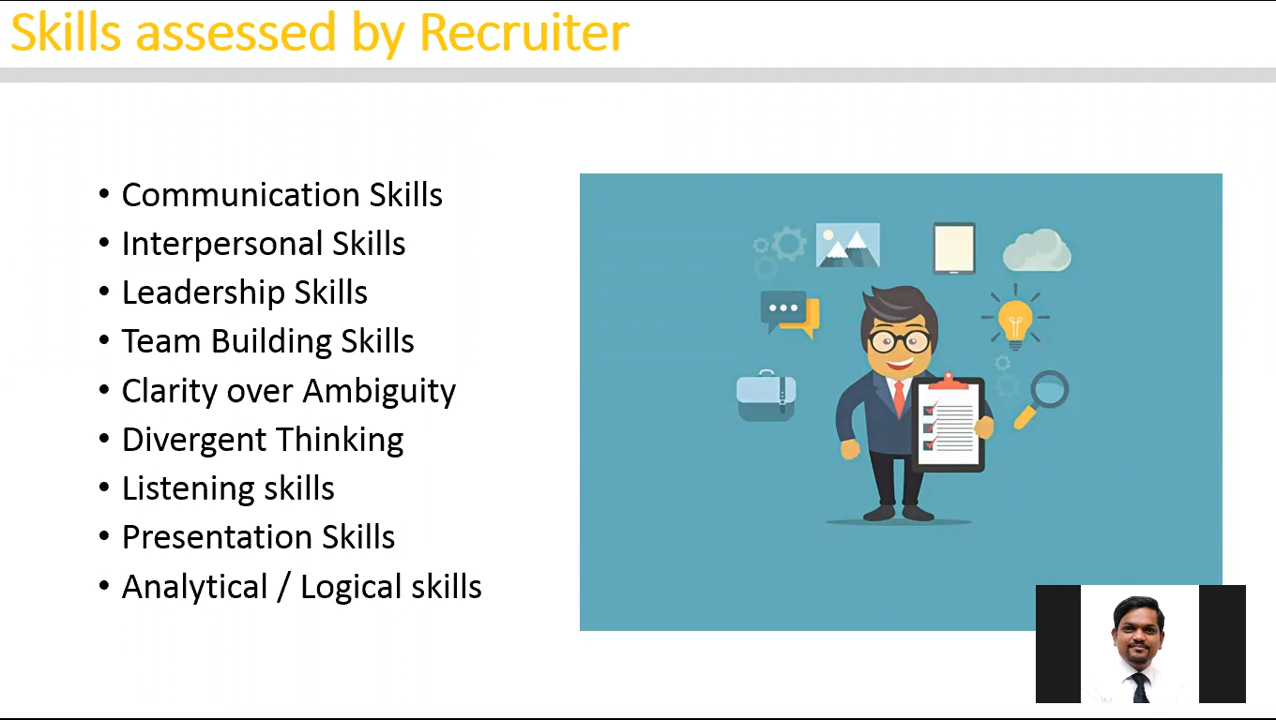 Skills assessed by Recruiter
• Communication Skills
• Interpersonal Skills
• Leadership Skills
• Team Building Skills
• Clarity over Ambiguity
• Divergent Thinking
• Listening skills
• Presentation Skills
• Analytical / Logical skills